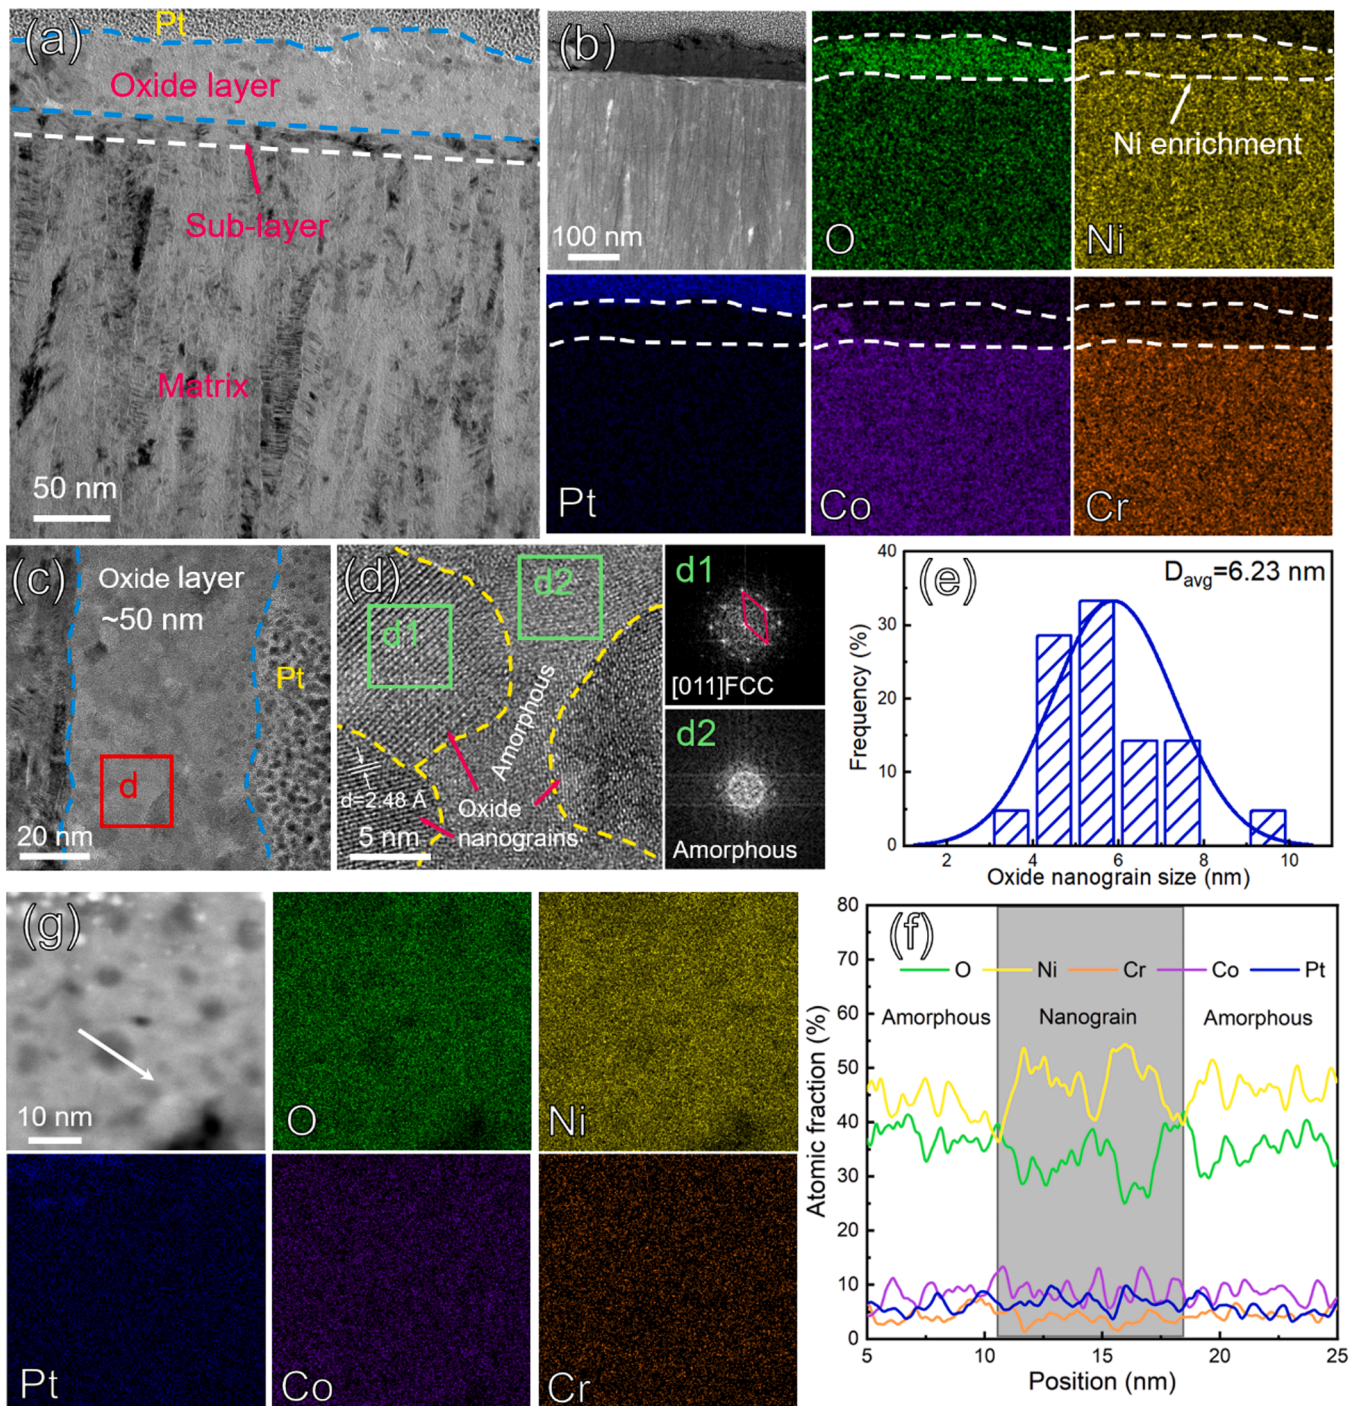 (a)
Pt
Oxide layer
Sub-layer
Matrix
50 nm
(b)
100 nm
O
Ni enrichment
Ni
Pt
Co
Cr
(c)
Oxide layer
~50 nm
Pt
d
20 nm
(d)
d1
d2
Amorphous
d=2.48 Å
Oxide
nanograins
5 nm
d1
[011]FCC
d2
Amorphous
(e)
Davg=6.23 nm
Frequency (%)
40
30
20
10
0
2 4 6 8 10
Oxide nanograin size (nm)
(g)
10 nm
O
Ni
Pt
Co
Cr
(f)
O Ni Cr Co Pt
Amorphous Nanograin Amorphous
Atomic fraction (%)
80
70
60
50
40
30
20
10
0
5 10 15 20 25
Position (nm)